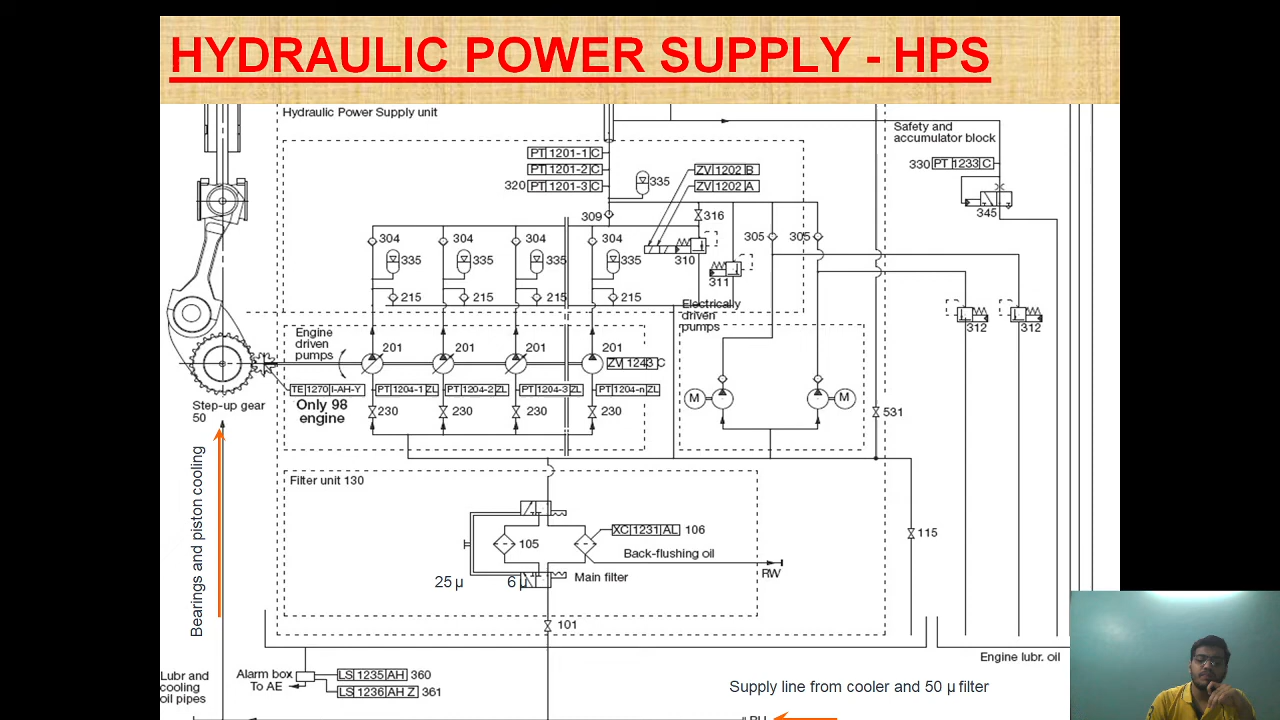 HYDRAULIC POWER SUPPLY - HPS
Hydraulic Power Supply unit
Safety and
accumulator block
PT 1201-1 C
PT 1201-2 C
320 PT 1201-3 C
335
ZV 1202 B
ZV 1202 A
330 PT 1233 C
345
309
316
304
304
304
304
305
305
335
335
335
335
310
311
215
215
215
215
Electrically
driven
pumps
312
312
Engine
driven
pumps
201
201
201
201
ZV 1243 C
TE 1270 I-AH-Y
PT 1204-1 ZL
PT 1204-2 ZL
PT 1204-3 ZL
PT 1204-n ZL
M
M
Only 98
engine
230
230
230
230
531
Step-up gear
50
Bearings and piston cooling
Filter unit 130
XC 1231 AL 106
105
Back-flushing oil
RW
115
25 µ
6 µ
Main filter
101
Engine lubr. oil
Lubr and
cooling
oil pipes
Alarm box
To AE
LS 1235 AH 360
LS 1236 AH Z 361
Supply line from cooler and 50 µ filter